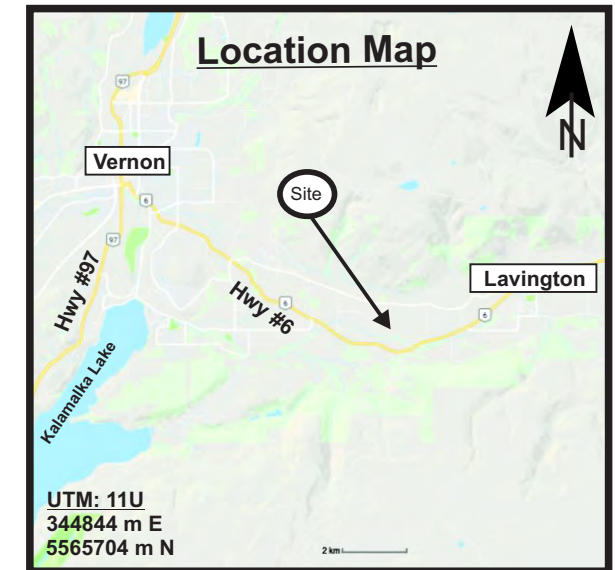 Location Map
N
97
Vernon
6
Site
97
Hwy #97
Lavington
Hwy #6
6
6
Kalamalka Lake
UTM: 11U
344844 m E
5565704 m N
2 km